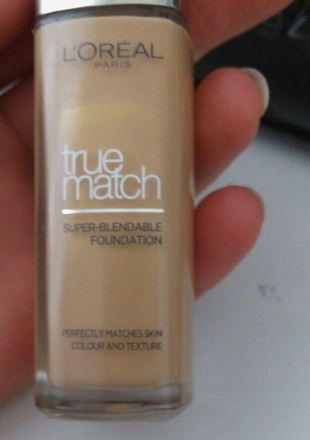 L'ORÉAL
PARIS
true
match
SUPER-BLENDABLE
FOUNDATION
PERFECTLY MATCHES SKIN
COLOUR AND TEXTURE